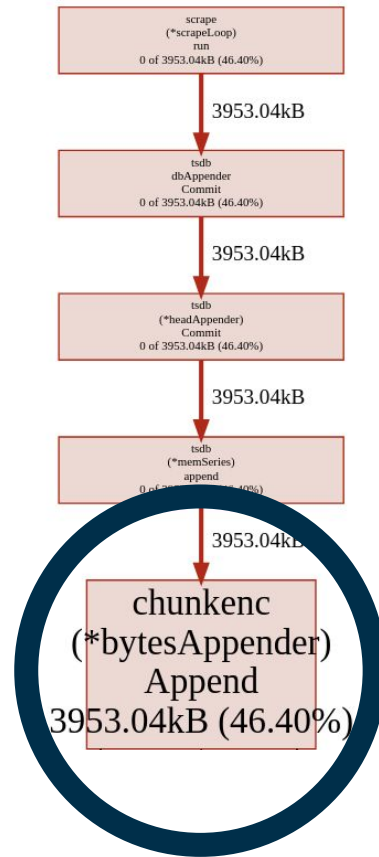 scrape
(*scrapeLoop)
run
0 of 3953.04kB (46.40%)
3953.04kB
tsdb
dbAppender
Commit
0 of 3953.04kB (46.40%)
3953.04kB
tsdb
(*headAppender)
Commit
0 of 3953.04kB (46.40%)
3953.04kB
tsdb
(*memSeries)
append
0 of
3953.04kB
chunkenc
(*bytesAppender)
Append
3953.04kB (46.40%)